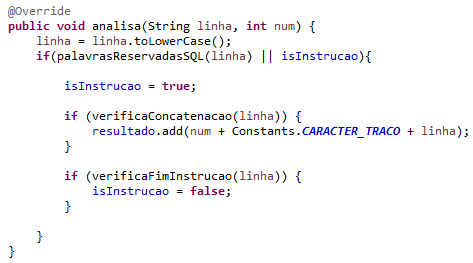 @Override
public void analisa(String linha, int num) {
    linha = linha.toLowerCase();
    if(palavrasReservadasSQL(linha) || isInstrucao){
        isInstrucao = true;
        if (verificaConcatenacao(linha)) {
            resultado.add(num + Constants.CARACTER_TRACO + linha);
        }
        if (verificaFimInstrucao(linha)) {
            isInstrucao = false;
        }
    }
}